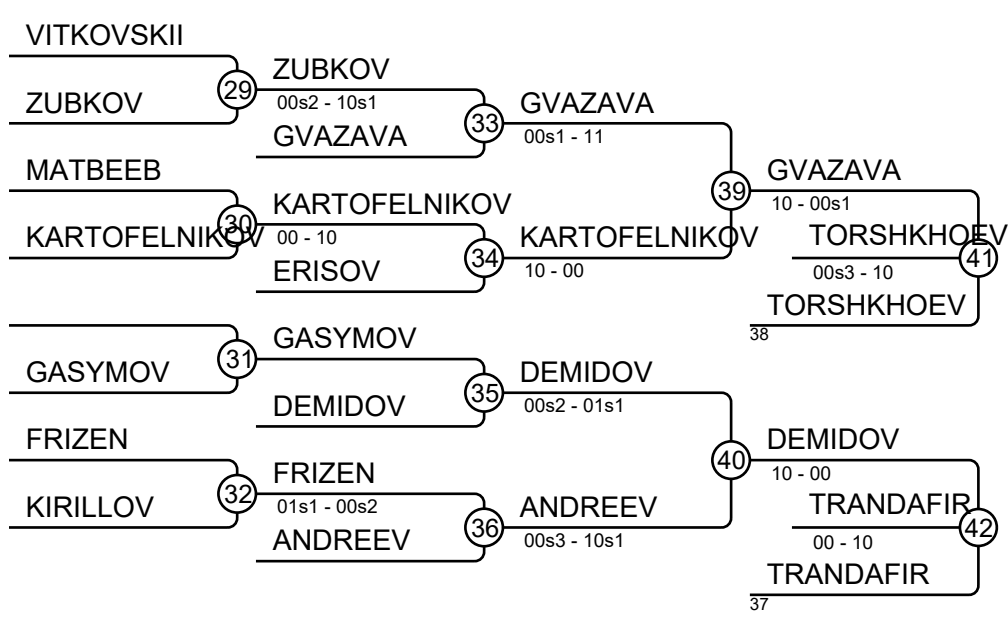 VITKOVSKII
ZUBKOV
29
ZUBKOV
00s2 - 10s1
GVAZAVA
33
GVAZAVA
00s1 - 11
MATBEEB
KARTOFELNIKOV
30
KARTOFELNIKOV
00 - 10
ERISOV
34
KARTOFELNIKOV
10 - 00
39
GVAZAVA
10 - 00s1
TORSHKHOEV
00s3 - 10
41
TORSHKHOEV
38
GASYMOV
31
GASYMOV
DEMIDOV
35
DEMIDOV
00s2 - 01s1
FRIZEN
KIRILLOV
32
FRIZEN
01s1 - 00s2
ANDREEV
36
ANDREEV
00s3 - 10s1
40
DEMIDOV
10 - 00
TRANDAFIR
00 - 10
42
TRANDAFIR
37